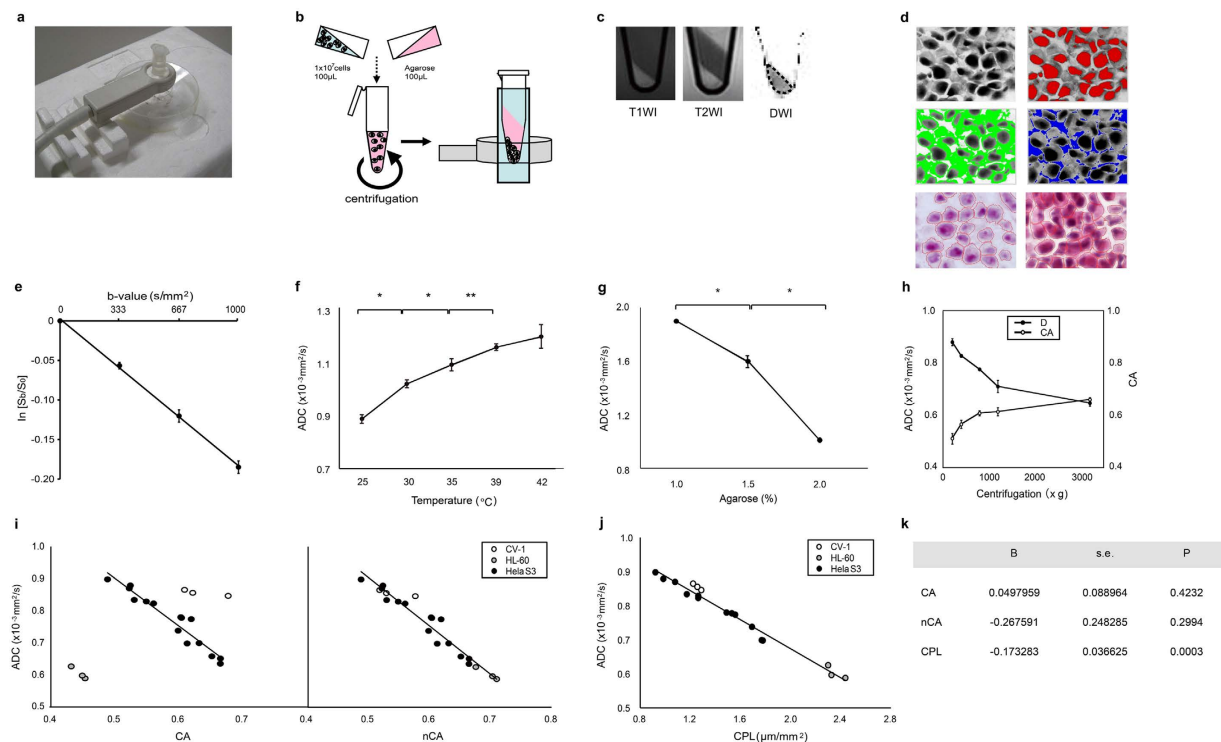 a
b
1x10⁷cells
100μL
Agarose
100μL
centrifugation
c
T1WI
T2WI
DWI
d
e
b-value (s/mm²)
0
333
667
1000
0
-0.05
-0.10
-0.15
-0.20
ln [Sb/So]
f
*
*
**
1.3
1.1
0.9
0.7
ADC (x10⁻³mm²/s)
25
30
35
39
42
Temperature (°C)
g
*
*
2.0
1.6
1.2
1.0
ADC (x10⁻³mm²/s)
1.0
1.5
2.0
Agarose (%)
h
D
CA
1.0
0.8
0.6
0.4
ADC (x10⁻³mm²/s)
1.0
0.8
0.6
0.4
CA
0
1000
2000
3000
Centrifugation (x g)
i
CV-1
HL-60
Hela S3
1.0
0.9
0.8
0.7
0.6
0.5
0.4
ADC (x10⁻³mm²/s)
0.4
0.5
0.6
0.7
0.8
CA
0.4
0.5
0.6
0.7
0.8
nCA
j
CV-1
HL-60
Hela S3
1.0
0.9
0.8
0.7
0.6
0.5
0.4
ADC (x10⁻³mm²/s)
0.8
1.2
1.6
2.0
2.4
2.8
CPL(μm/mm²)
k
B s.e. P
CA 0.0497959 0.088964 0.4232
nCA -0.267591 0.248285 0.2994
CPL -0.173283 0.036625 0.0003